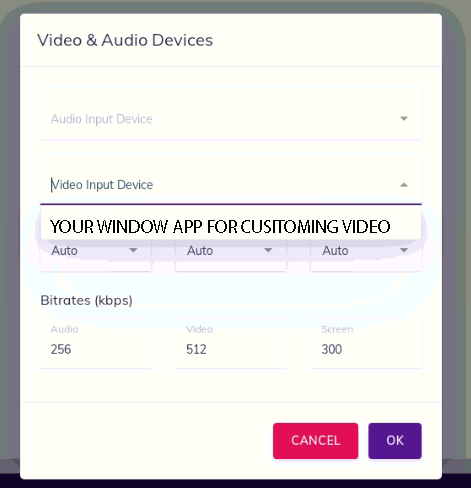 Video & Audio Devices
Audio Input Device
Video Input Device
YOUR WINDOW APP FOR CUSITOMING VIDEO
Auto Auto Auto
Bitrates (kbps)
Audio Video Screen
256 512 300
CANCEL OK